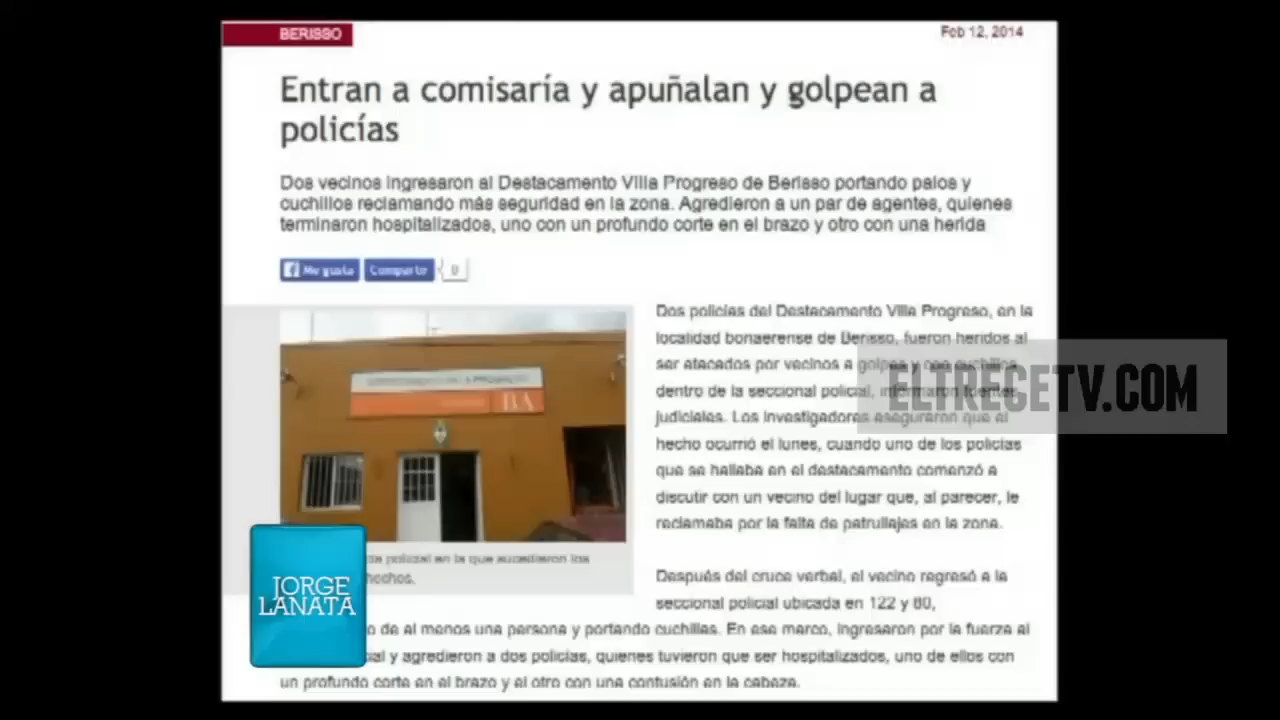 BERISSO
Feb 12, 2014
Entran a comisaría y apuñalan y golpean a
policías
Dos vecinos ingresaron al Destacamento Villa Progreso de Berisso portando palos y
cuchillos reclamando más seguridad en la zona. Agredieron a un par de agentes, quienes
terminaron hospitalizados, uno con un profundo corte en el brazo y otro con una herida
Me gusta Compartir 0
Dos policías del Destacamento Villa Progreso, en la
localidad bonaerense de Berisso, fueron heridos al
ser atacados por vecinos a golpes y con cuchillos
dentro de la seccional policial, informaron fuentes
judiciales. Los investigadores aseguraron que el
hecho ocurrió el lunes, cuando uno de los policías
que se hallaba en el destacamento comenzó a
discutir con un vecino del lugar que, al parecer, le
reclamaba por la falta de patrullajes en la zona.
ELTRECETV.COM
BA
policial en la que sucedieron los
hechos.
Después del cruce verbal, el vecino regresó a la
seccional policial ubicada en 122 y 80,
de al menos una persona y portando cuchillas. En ese marco, ingresaron por la fuerza al
y agredieron a dos policías, quienes tuvieron que ser hospitalizados, uno de ellos con
un profundo corte en el brazo y el otro con una contusión en la cabeza.
JORGE
LANATA